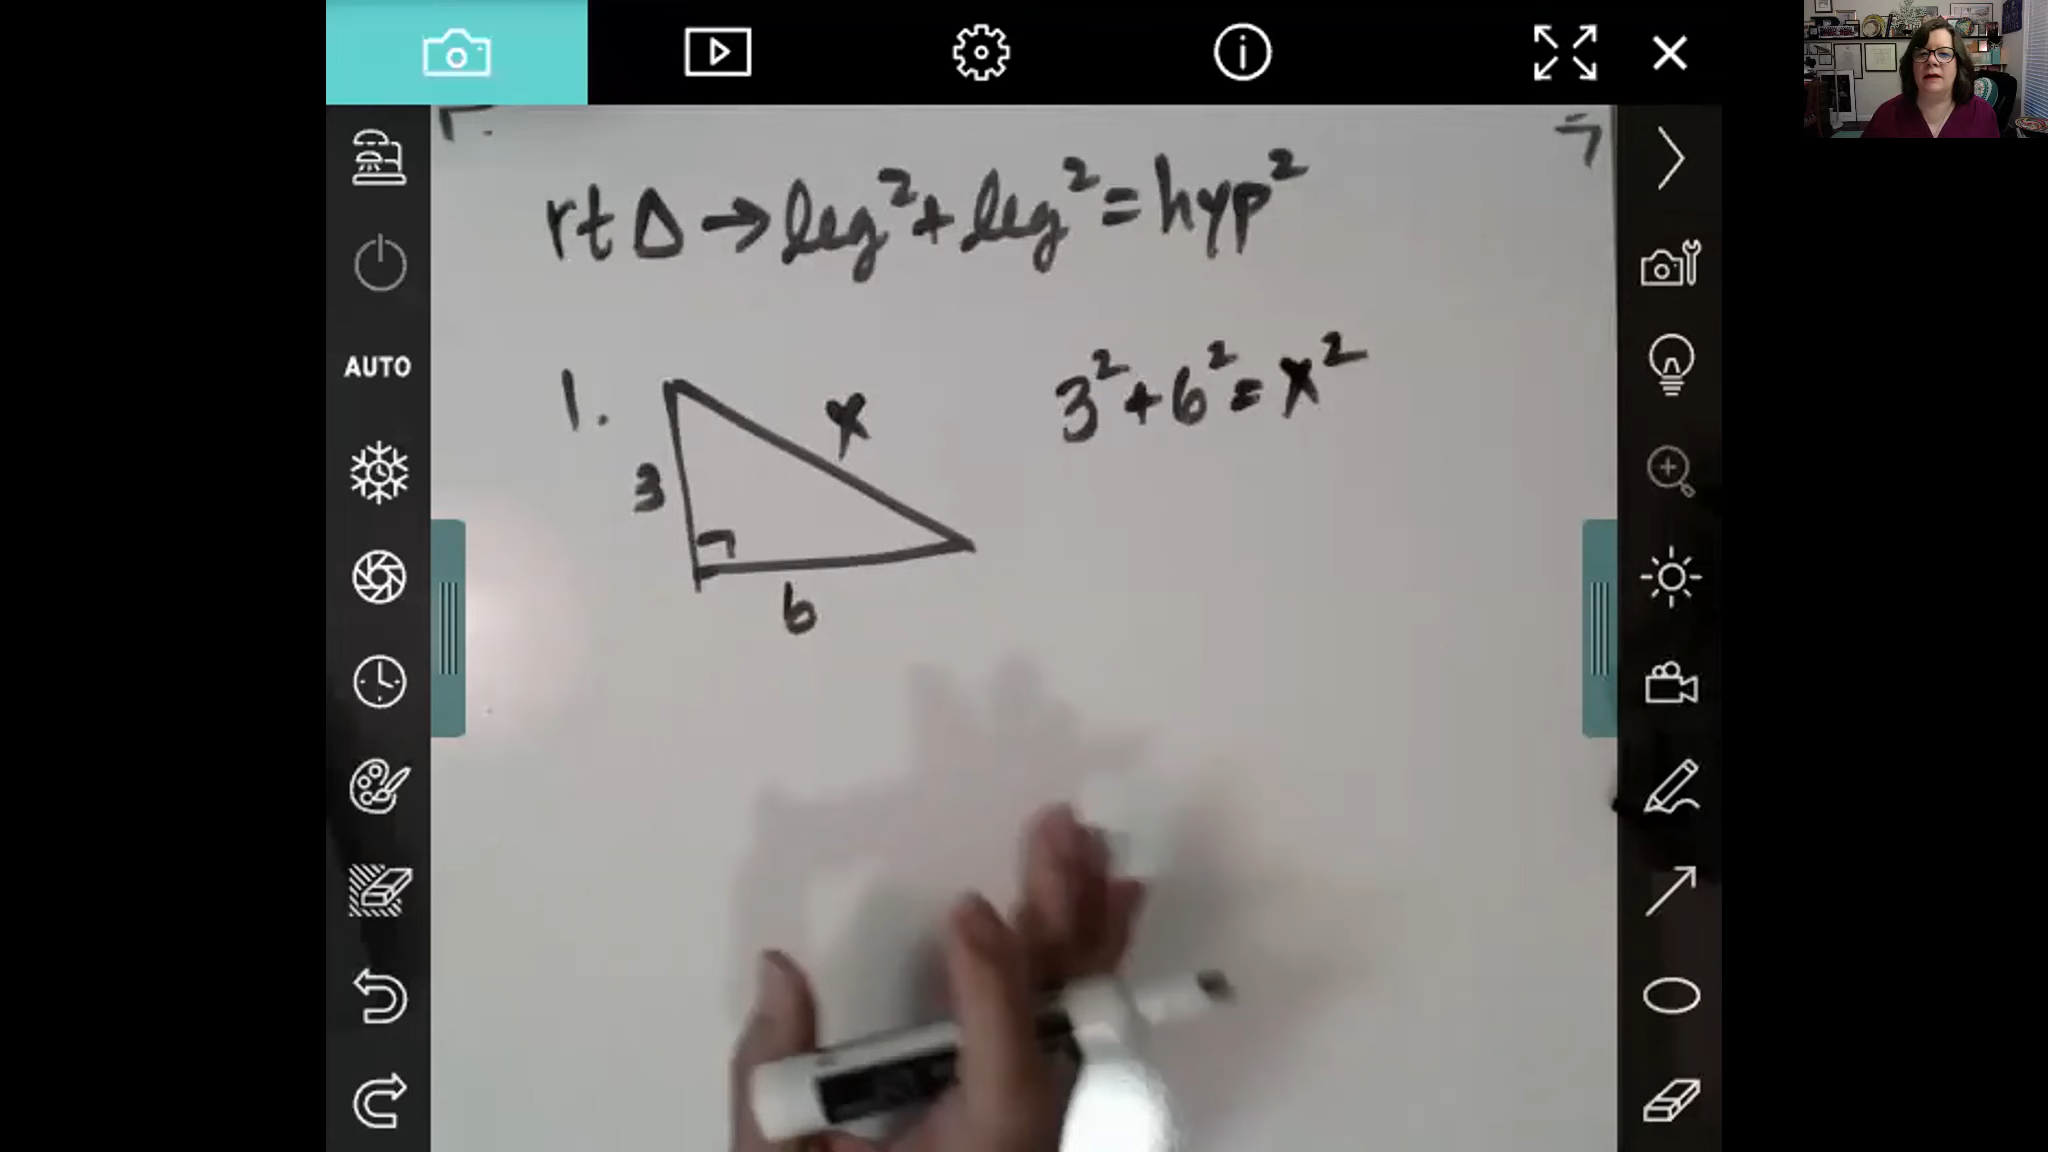 rt Δ → leg² + leg² = hyp²
AUTO
1.
x
3² + 6² = x²
3
6